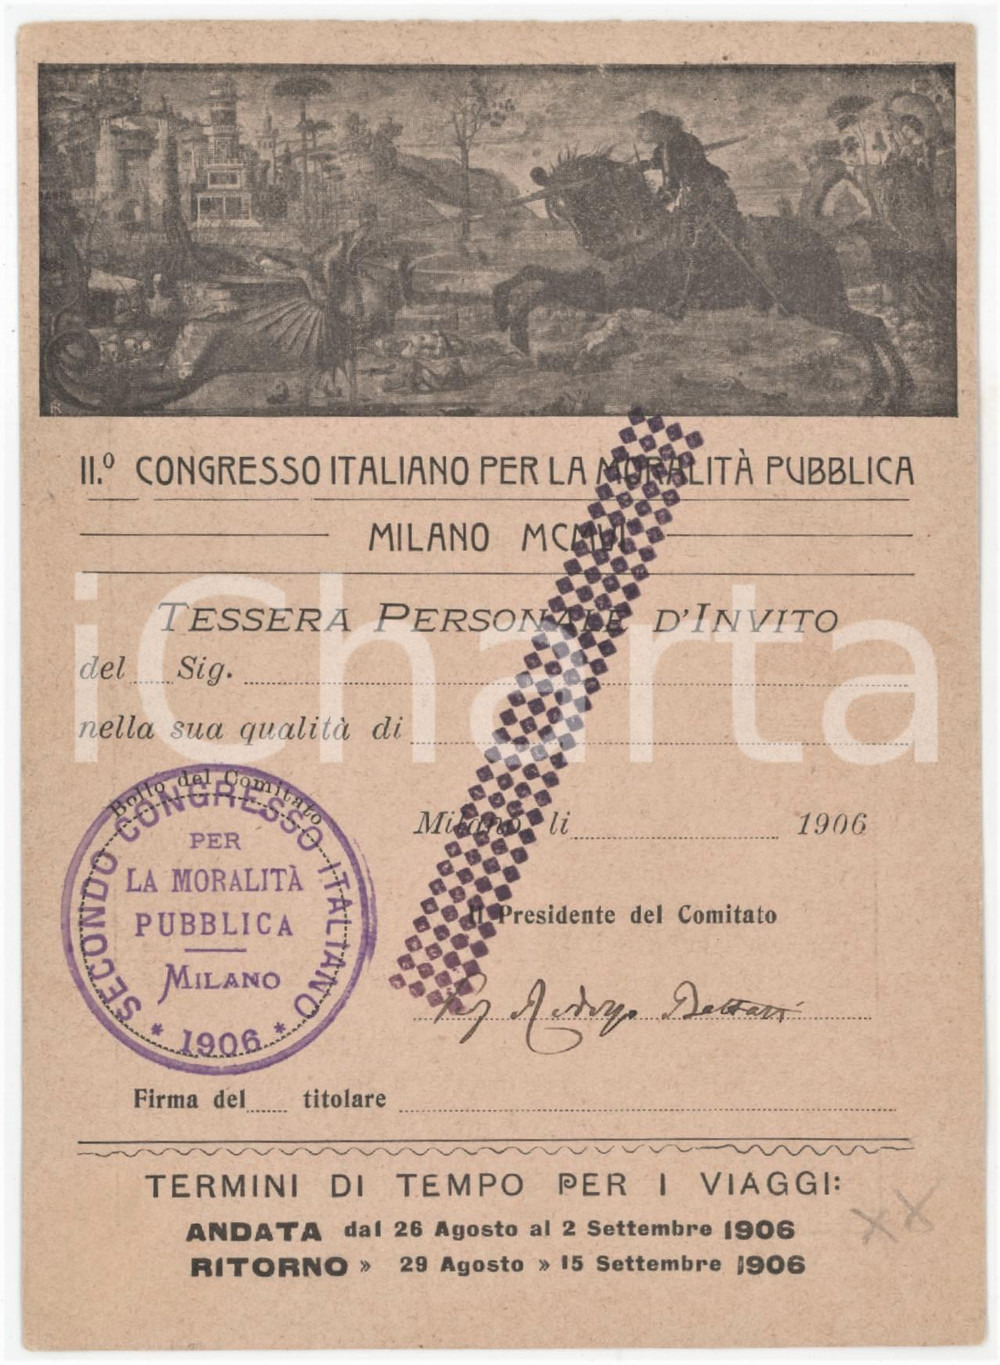 II.º CONGRESSO ITALIANO PER LA MORALITÀ PUBBLICA
MILANO MCMVI
TESSERA PERSONALE D'INVITO
del Sig.
nella sua qualità di
iCharta
Bollo del Comitato
SECONDO CONGRESSO ITALIANO
PER
LA MORALITÀ
PUBBLICA
MILANO
* 1906 *
Milano li 1906
Il Presidente del Comitato
Rodolfo Bettazzi
Firma del titolare
TERMINI DI TEMPO PER I VIAGGI:
ANDATA dal 26 Agosto al 2 Settembre 1906
RITORNO » 29 Agosto » 15 Settembre 1906